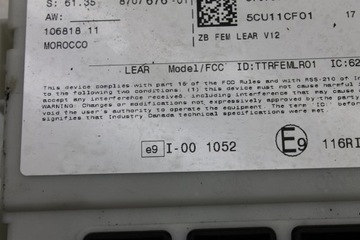 S: 61.35 8707676-01
AW: 5CU11CF01 17
106818.11 ZB FEM LEAR V12
MOROCCO
LEAR Model/FCC ID:TTRFEMLR01 IC:62
This device complies with part 15 of the FCC Rules and with RSS-210 of In
to the following two conditions: (1) this device must not cause harmful i
accept any interference received, including interference that may cause
WARNING: Changes or modifications not expressively approved by the party
void the user's authority to operate the equipment. The term "ID:" before
signifies that Industry Canada technical specifications were met.
e9 I-00 1052 E9 116RI